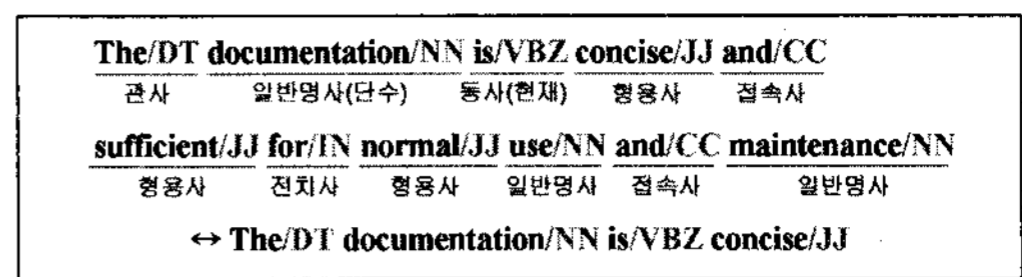 The/DT documentation/NN is/VBZ concise/JJ and/CC
관사 일반명사(단수)동사(현재) 형용사 접속사
sufficient/JJ for/IN normal/JJ use/NN and/CC maintenance/NN
형용사 전치사 형용사 일반명사 접속사 일반명사
↔ The/DT documentation/NN is/VBZ concise/JJ